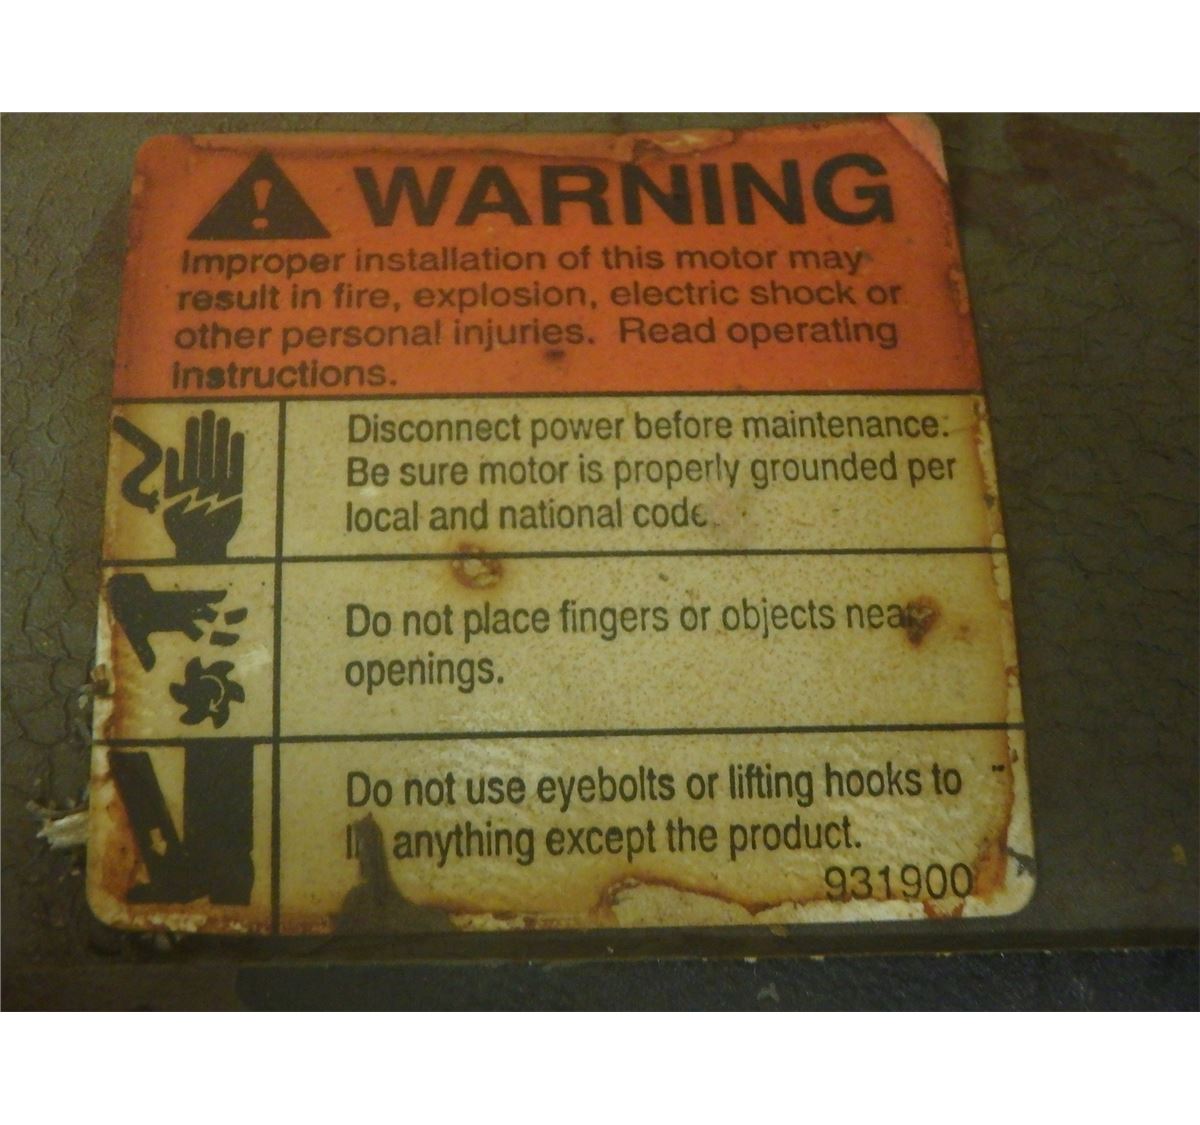 WARNING
Improper installation of this motor may
result in fire, explosion, electric shock or
other personal injuries. Read operating
instructions.
Disconnect power before maintenance.
Be sure motor is properly grounded per
local and national code.
Do not place fingers or objects near
openings.
Do not use eyebolts or lifting hooks to
anything except the product.
931900